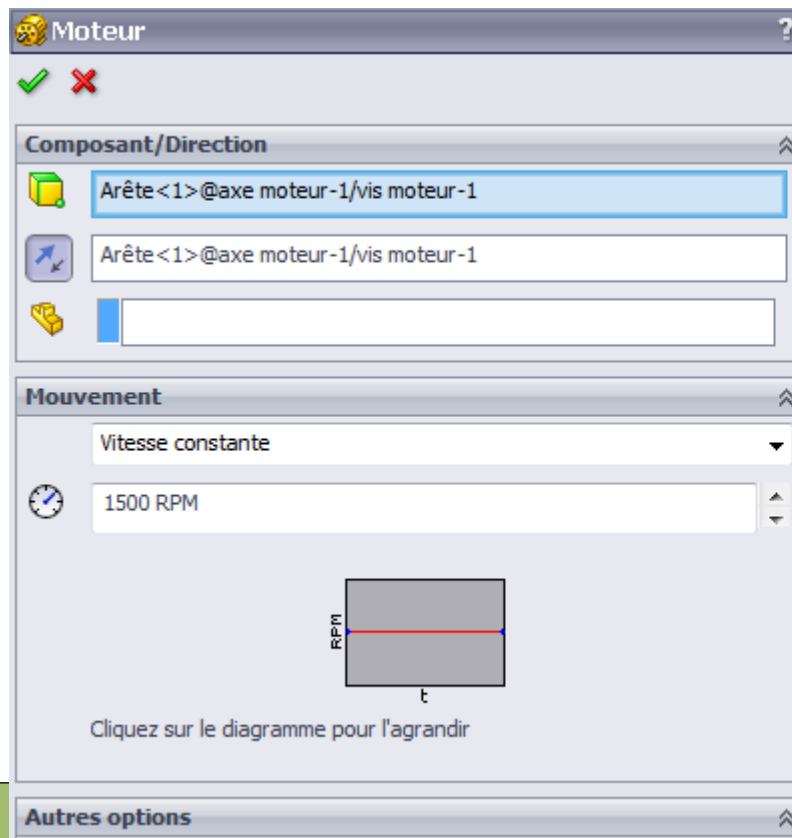 Moteur ?
Composant/Direction
Arête<1>@axe moteur-1/vis moteur-1
Arête<1>@axe moteur-1/vis moteur-1
Mouvement
Vitesse constante
1500 RPM
RPM
t
Cliquez sur le diagramme pour l'agrandir
Autres options